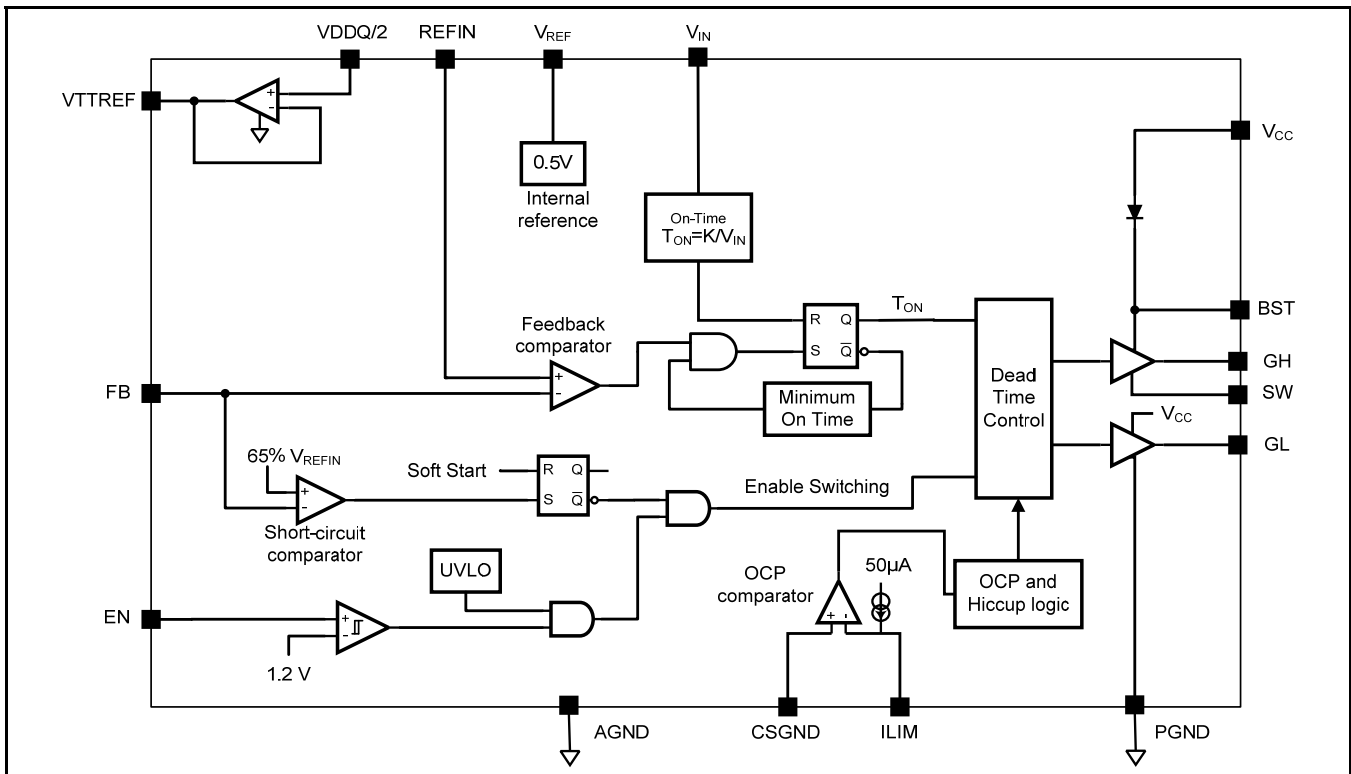 VDDQ/2
REFIN
VREF
VIN
VTTREF
+
-
VCC
0.5V
Internal
reference
On-Time
TON=K/VIN
R Q
TON
S Q̅
BST
Feedback
comparator
+
-
GH
FB
Minimum
On Time
Dead
Time
Control
SW
VCC
GL
65% VREFIN
Soft Start
R Q
S Q̅
+
-
Enable Switching
Short-circuit
comparator
UVLO
OCP
comparator
50µA
OCP and
Hiccup logic
EN
+
-
+ -
1.2 V
AGND
CSGND
ILIM
PGND